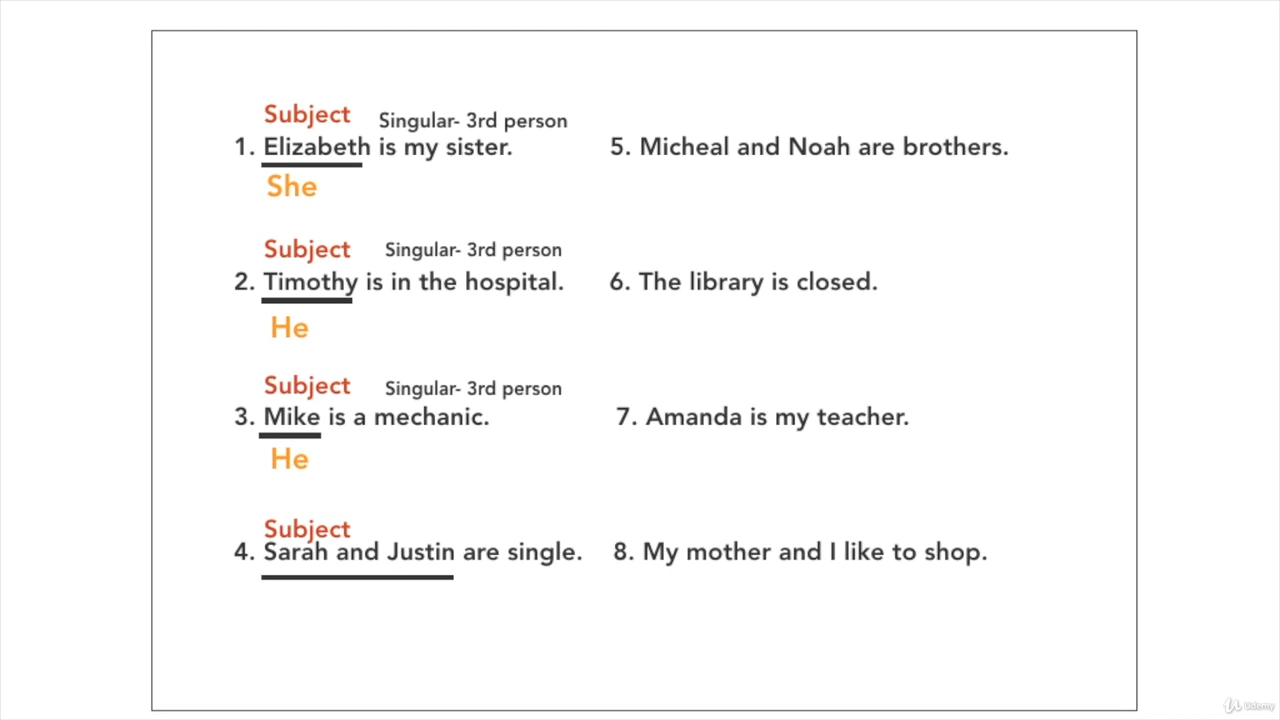 Subject Singular- 3rd person
1. Elizabeth is my sister.
She
Subject Singular- 3rd person
2. Timothy is in the hospital.
He
Subject Singular- 3rd person
3. Mike is a mechanic.
He
Subject
4. Sarah and Justin are single.
5. Micheal and Noah are brothers.
6. The library is closed.
7. Amanda is my teacher.
8. My mother and I like to shop.
Udemy